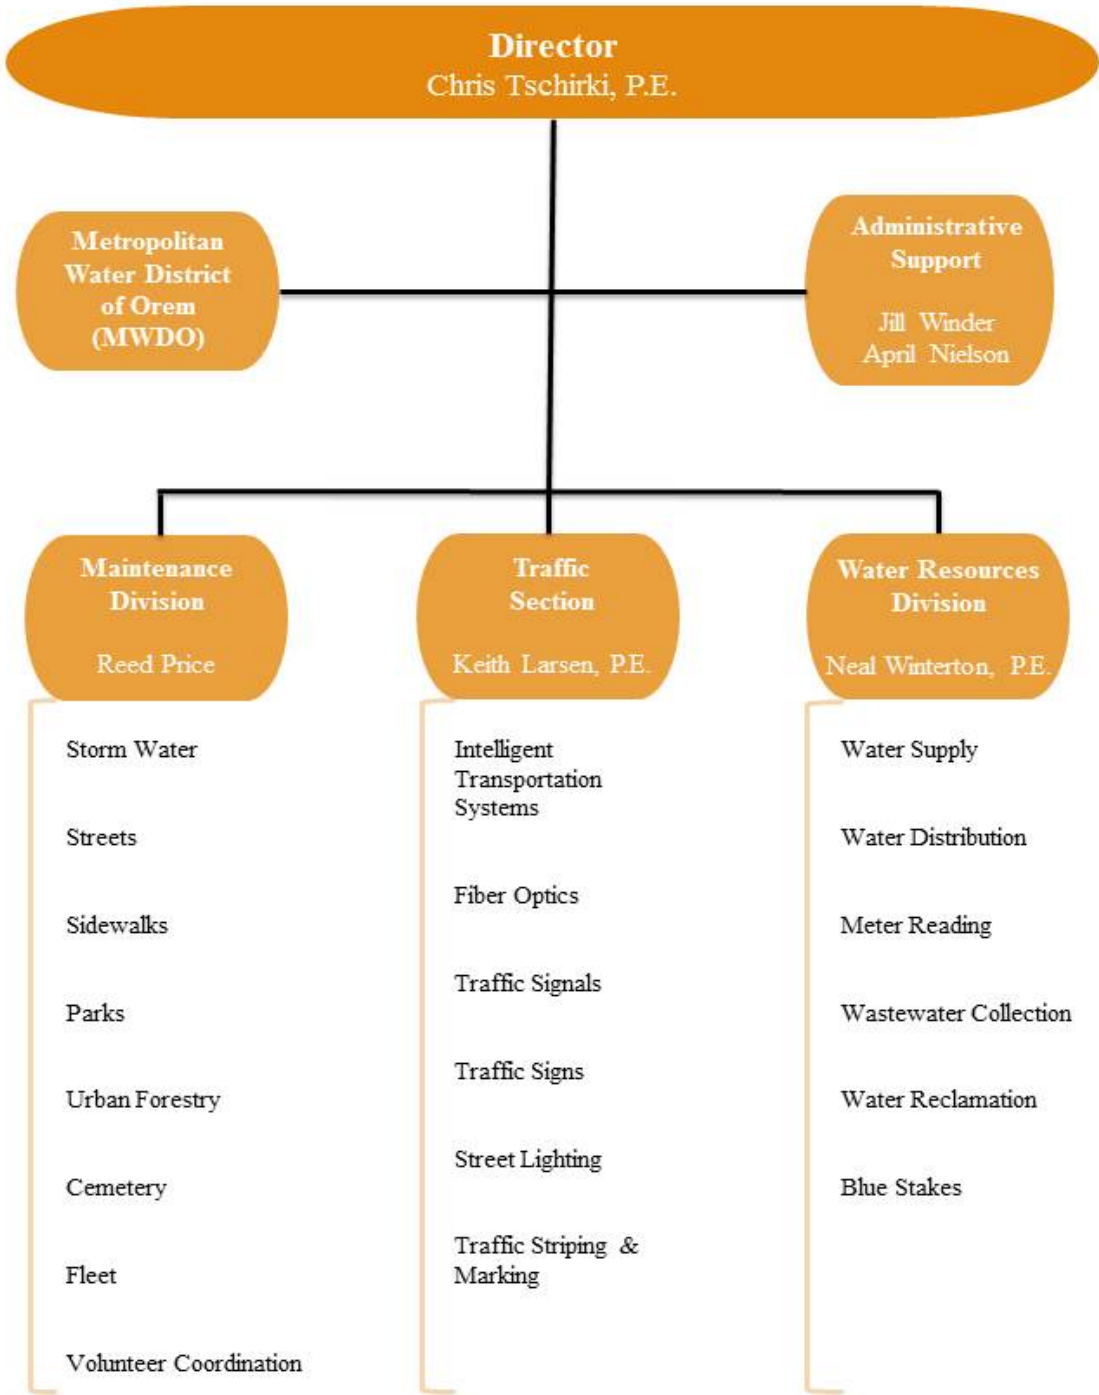 Director
Chris Tschirki, P.E.
Metropolitan
Water District
of Orem
(MWDO)
Administrative
Support
Jill Winder
April Nielson
Maintenance
Division
Reed Price
Traffic
Section
Keith Larsen, P.E.
Water Resources
Division
Neal Winterton, P.E.
Storm Water
Streets
Sidewalks
Parks
Urban Forestry
Cemetery
Fleet
Volunteer Coordination
Intelligent
Transportation
Systems
Fiber Optics
Traffic Signals
Traffic Signs
Street Lighting
Traffic Striping &
Marking
Water Supply
Water Distribution
Meter Reading
Wastewater Collection
Water Reclamation
Blue Stakes